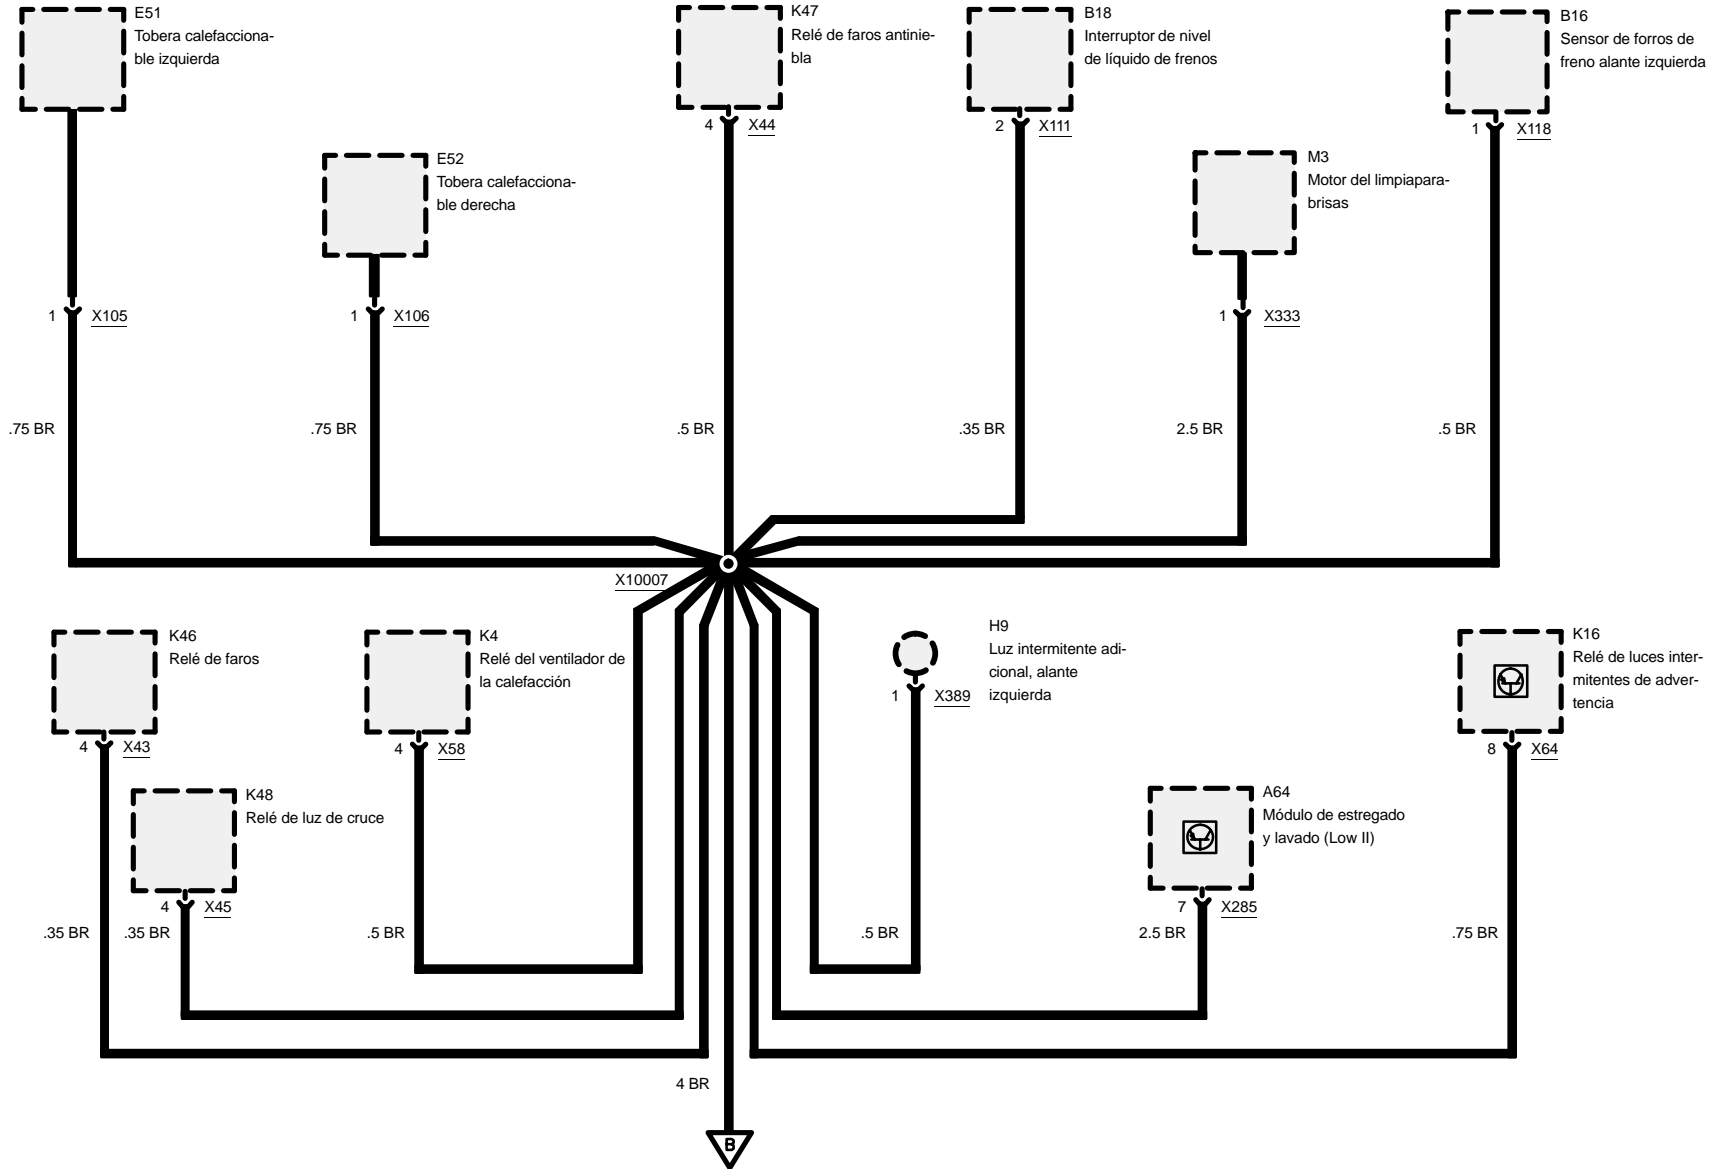 E51
Tobera calefacciona-
ble izquierda
K47
Relé de faros antinie-
bla
B18
Interruptor de nivel
de líquido de frenos
B16
Sensor de forros de
freno alante izquierda
4 X44
2 X111
1 X118
E52
Tobera calefacciona-
ble derecha
M3
Motor del limpiapara-
brisas
1 X105
1 X106
1 X333
.75 BR
.75 BR
.5 BR
.35 BR
2.5 BR
.5 BR
X10007
K46
Relé de faros
K4
Relé del ventilador de
la calefacción
H9
Luz intermitente adi-
cional, alante
izquierda
K16
Relé de luces inter-
mitentes de adver-
tencia
1 X389
4 X43
4 X58
8 X64
K48
Relé de luz de cruce
A64
Módulo de estregado
y lavado (Low II)
4 X45
7 X285
.35 BR
.35 BR
.5 BR
.5 BR
2.5 BR
.75 BR
4 BR
B